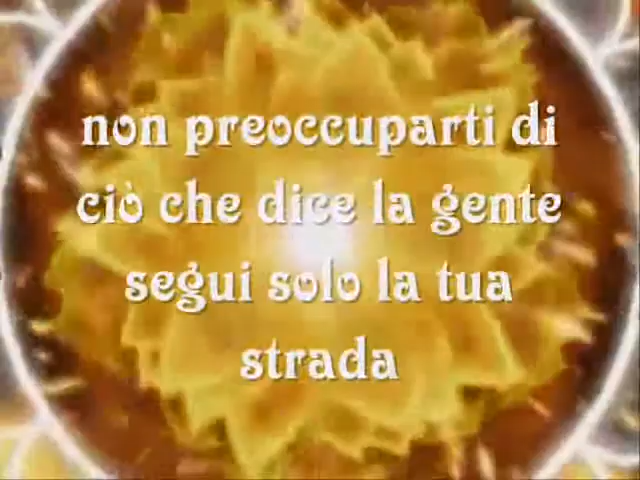 non preoccuparti di
ciò che dice la gente
segui solo la tua
strada